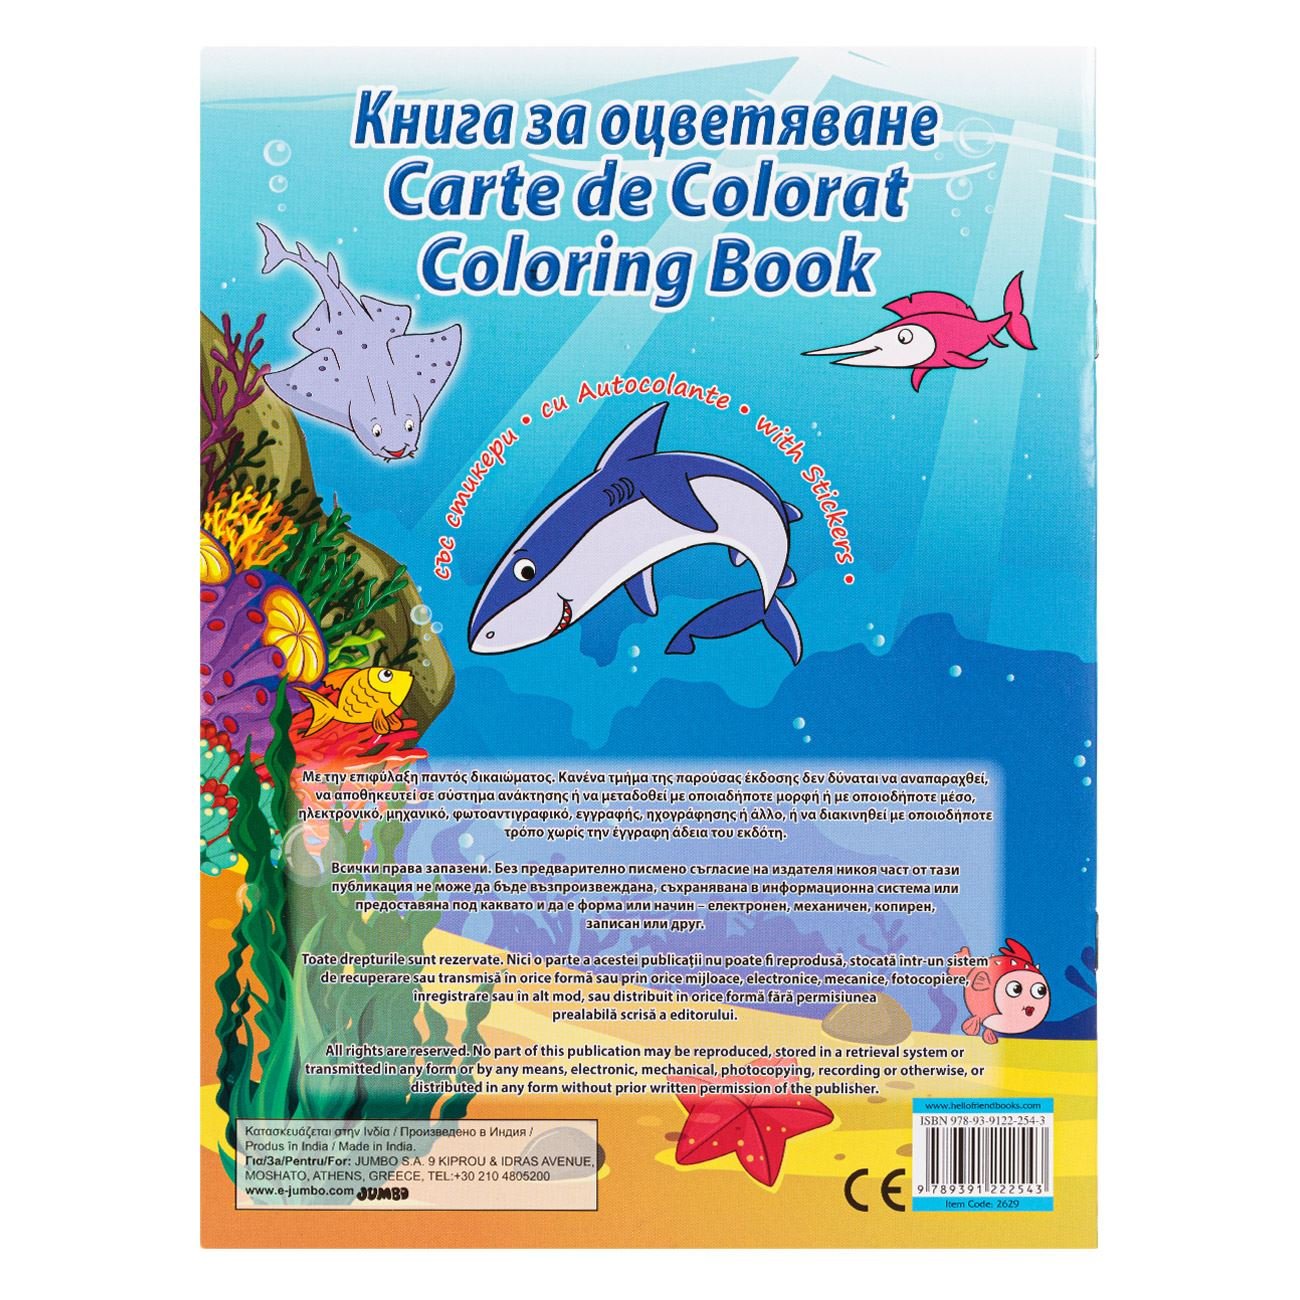 Книга за оцветяване
Carte de Colorat
Coloring Book
със стикери • cu Autocolante • with Stickers •
Με την επιφύλαξη παντός δικαιώματος. Κανένα τμήμα της παρούσας έκδοσης δεν δύναται να αναπαραχθεί,
να αποθηκευτεί σε σύστημα ανάκτησης ή να μεταδοθεί με οποιαδήποτε μορφή ή με οποιοδήποτε μέσο,
ηλεκτρονικό, μηχανικό, φωτοαντιγραφικό, εγγραφής, ηχογράφησης ή άλλο, ή να διακινηθεί με οποιοδήποτε
τρόπο χωρίς την έγγραφη άδεια του εκδότη.
Всички права запазени. Без предварително писмено съгласие на издателя никоя част от тази
публикация не може да бъде възпроизвеждана, съхранявана в информационна система или
предоставяна под каквато и да е форма или начин – електронен, механичен, копирен,
записан или друг.
Toate drepturile sunt rezervate. Nici o parte a acestei publicaţii nu poate fi reprodusă, stocată intr-un sistem
de recuperare sau transmisă în orice formă sau prin orice mijloace, electronice, mecanice, fotocopiere,
înregistrare sau în alt mod, sau distribuit in orice formă fără permisiunea
prealabilă scrisă a editorului.
All rights are reserved. No part of this publication may be reproduced, stored in a retrieval system or
transmitted in any form or by any means, electronic, mechanical, photocopying, recording or otherwise, or
distributed in any form without prior written permission of the publisher.
Κατασκευάζεται στην Ινδία / Произведено в Индия /
Produs în India / Made in India.
Για/За/Pentru/For: JUMBO S.A. 9 KIPROU & IDRAS AVENUE,
MOSHATO, ATHENS, GREECE, TEL:+30 210 4805200
www.e-jumbo.com JUMBO
CE
www.hellofriendbooks.com
ISBN 978-93-9122-254-3
9 789391 222543
Item Code: 2629